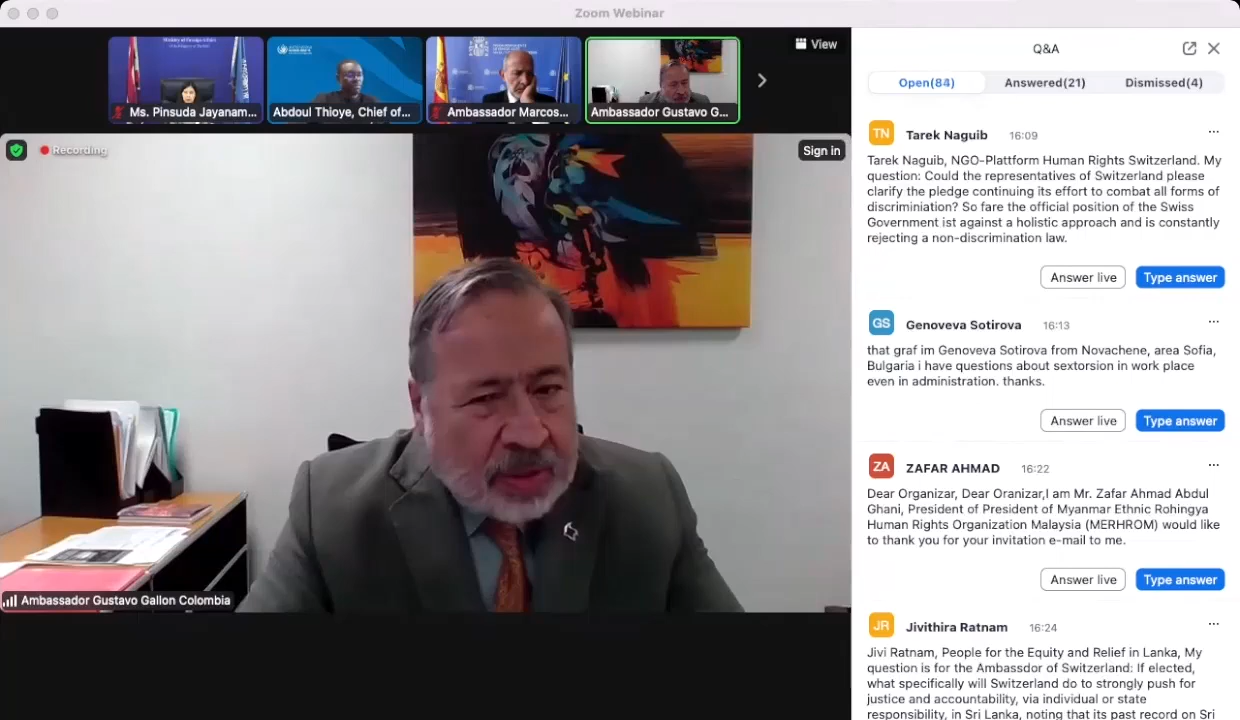 Zoom Webinar
Ministry of Foreign Affairs
Ms. Pinsuda Jayanam...
Abdoul Thioye, Chief of...
Ambassador Marcos...
Ambassador Gustavo G...
View
Recording
Sign in
Ambassador Gustavo Gallon Colombia
Q&A
Open(84)
Answered(21)
Dismissed(4)
TN
Tarek Naguib 16:09
Tarek Naguib, NGO-Plattform Human Rights Switzerland. My
question: Could the representatives of Switzerland please
clarify the pledge continuing its effort to combat all forms of
discriminiation? So fare the official position of the Swiss
Government ist against a holistic approach and is constantly
rejecting a non-discrimination law.
Answer live
Type answer
GS
Genoveva Sotirova 16:13
that graf im Genoveva Sotirova from Novachene, area Sofia,
Bulgaria i have questions about sextorsion in work place
even in administration. thanks.
Answer live
Type answer
ZA
ZAFAR AHMAD 16:22
Dear Organizar, Dear Oranizar,I am Mr. Zafar Ahmad Abdul
Ghani, President of President of Myanmar Ethnic Rohingya
Human Rights Organization Malaysia (MERHROM) would like
to thank you for your invitation e-mail to me.
Answer live
Type answer
JR
Jivithira Ratnam 16:24
Jivi Ratnam, People for the Equity and Relief in Lanka, My
question is for the Ambassdor of Switzerland: If elected,
what specifically will Switzerland do to strongly push for
justice and accountability, via individual or state
responsibility, in Sri Lanka, noting that its past record on Sri